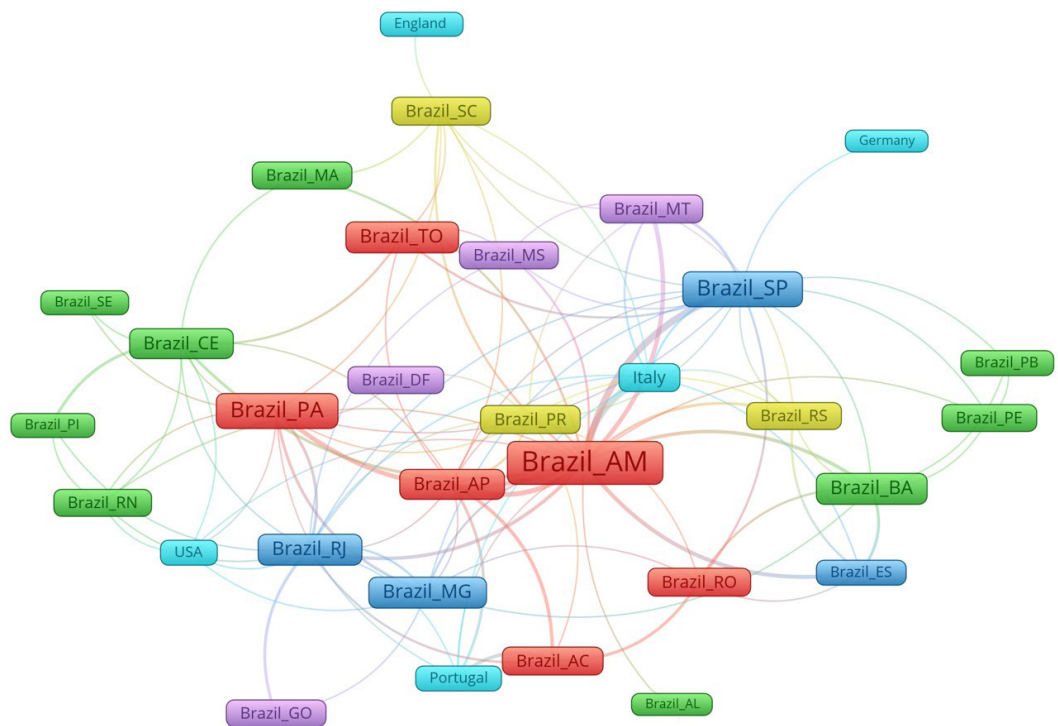 England
Brazil_SC
Germany
Brazil_MA
Brazil_MT
Brazil_TO
Brazil_MS
Brazil_SP
Brazil_SE
Brazil_CE
Brazil_PB
Brazil_DF
Italy
Brazil_PA
Brazil_PR
Brazil_RS
Brazil_PE
Brazil_PI
Brazil_AM
Brazil_AP
Brazil_BA
Brazil_RN
USA
Brazil_RJ
Brazil_ES
Brazil_RO
Brazil_MG
Brazil_AC
Portugal
Brazil_AL
Brazil_GO